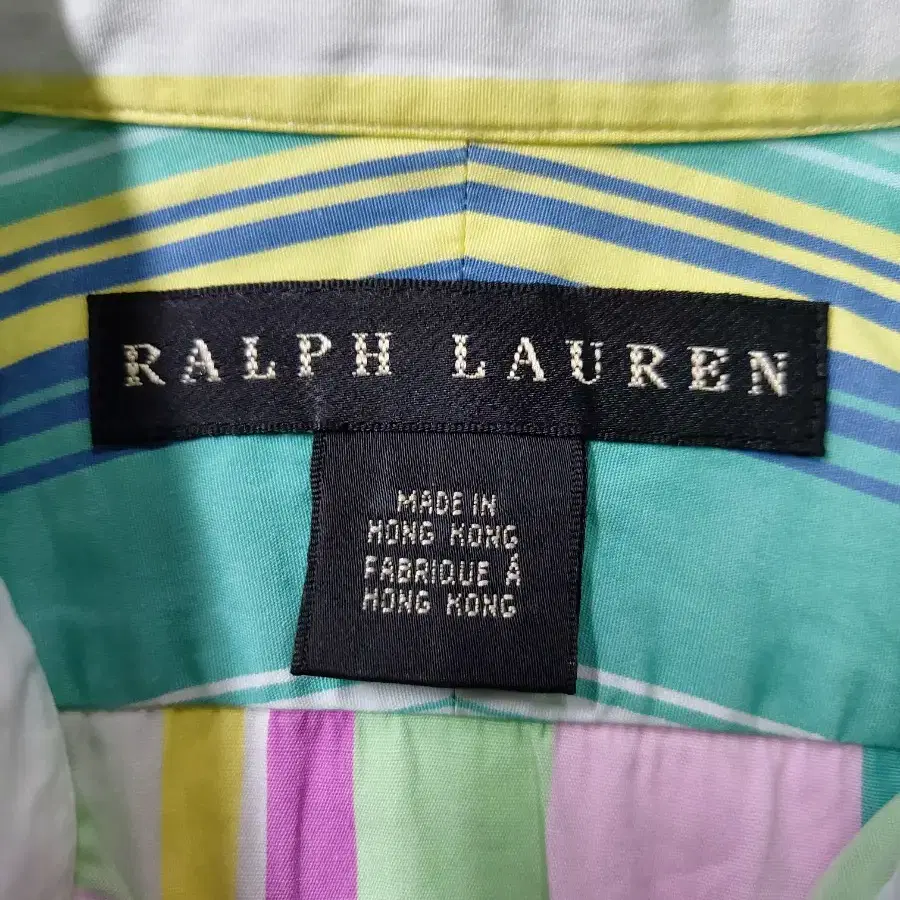 RALPH LAUREN
MADE IN
HONG KONG
FABRIQUE Á
HONG KONG